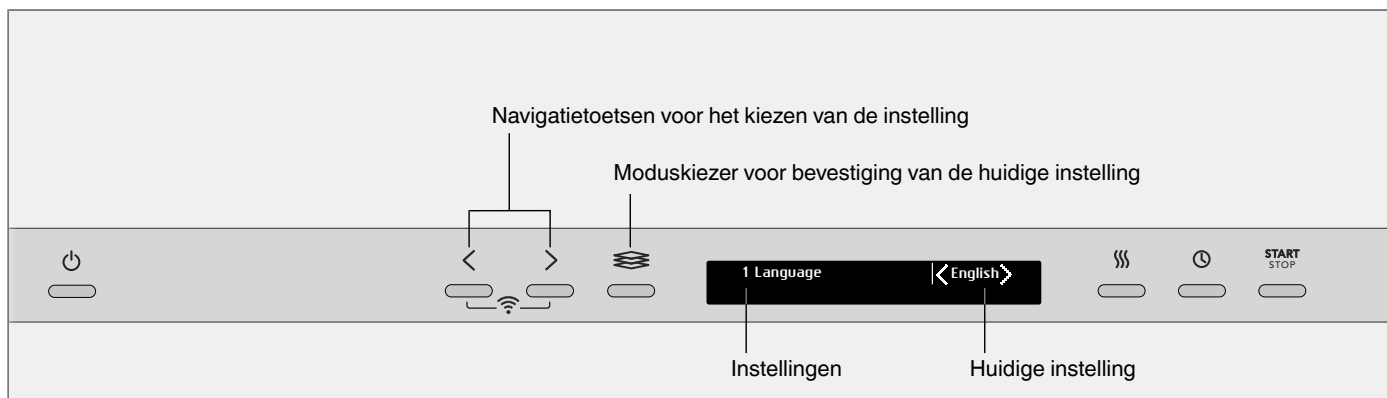 Navigatietoetsen voor het kiezen van de instelling
Moduskiezer voor bevestiging van de huidige instelling
START
STOP
1 Language
English
Instellingen
Huidige instelling